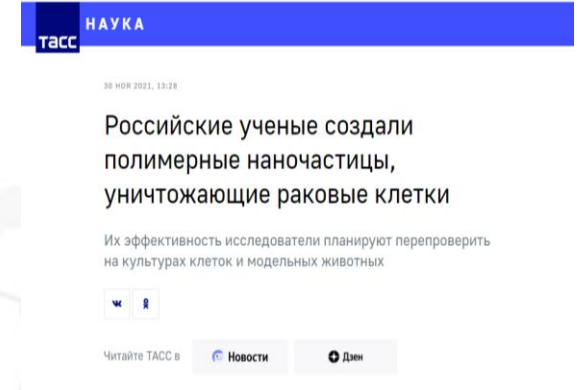 НАУКА
тасс
30 НОЯ 2021, 13:28
Российские ученые создали
полимерные наночастицы,
уничтожающие раковые клетки
Их эффективность исследователи планируют перепроверить
на культурах клеток и модельных животных
Читайте ТАСС в Новости Дзен